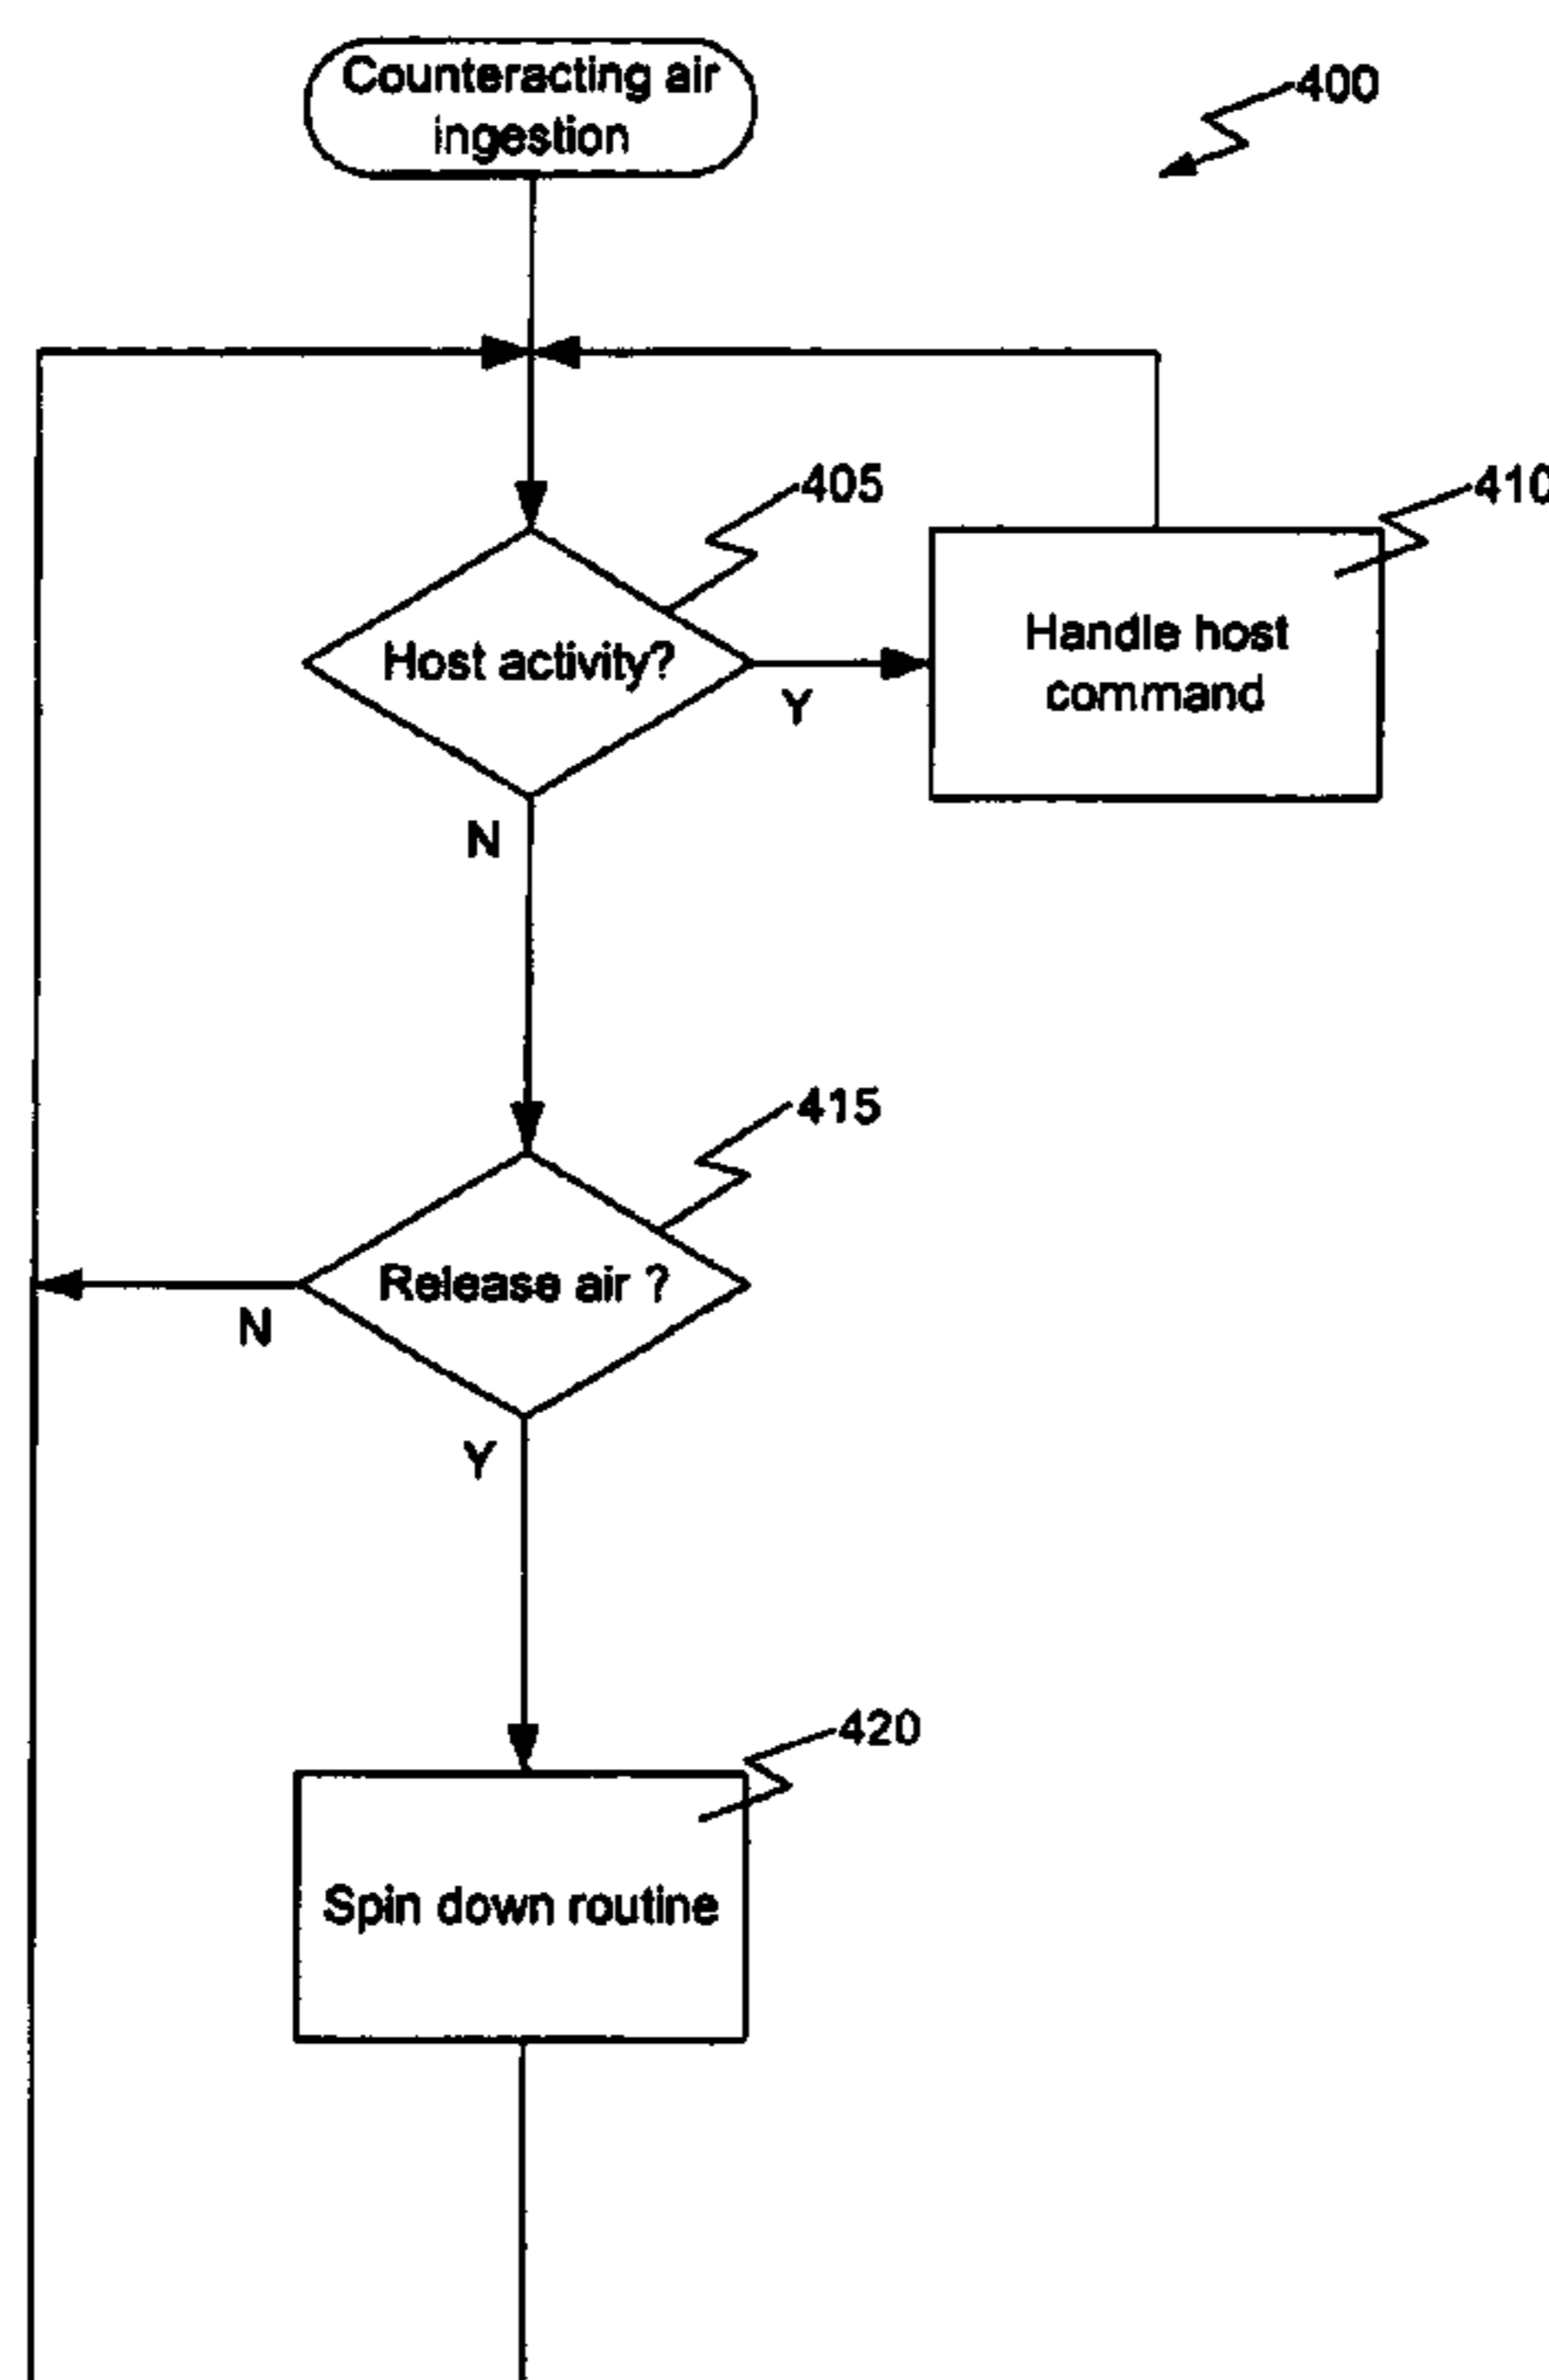 Counteracting air
ingestion
400
405
410
Host activity?
Handle host
command
Y
N
415
Release air ?
N
Y
420
Spin down routine